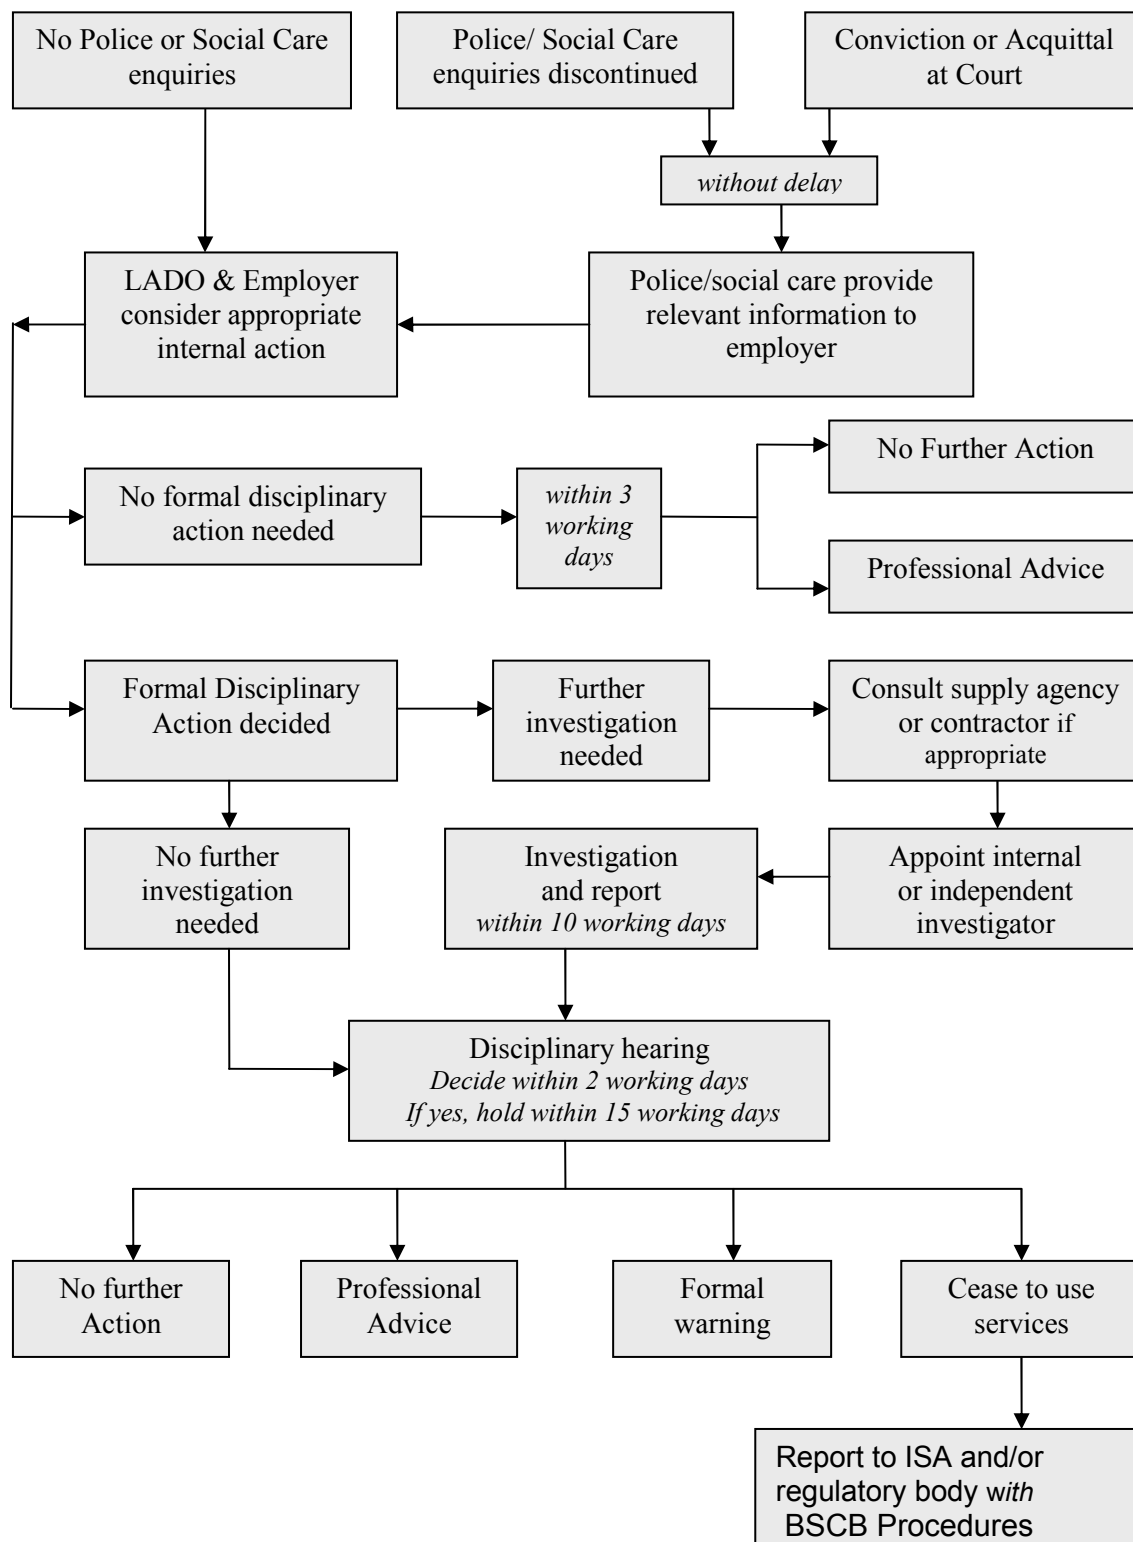 No Police or Social Care
enquiries
Police/ Social Care
enquiries discontinued
Conviction or Acquittal
at Court
without delay
LADO & Employer
consider appropriate
internal action
Police/social care provide
relevant information to
employer
No Further Action
No formal disciplinary
action needed
within 3
working
days
Professional Advice
Formal Disciplinary
Action decided
Further
investigation
needed
Consult supply agency
or contractor if
appropriate
No further
investigation
needed
Investigation
and report
within 10 working days
Appoint internal
or independent
investigator
Disciplinary hearing
Decide within 2 working days
If yes, hold within 15 working days
No further
Action
Professional
Advice
Formal
warning
Cease to use
services
Report to ISA and/or
regulatory body with
BSCB Procedures